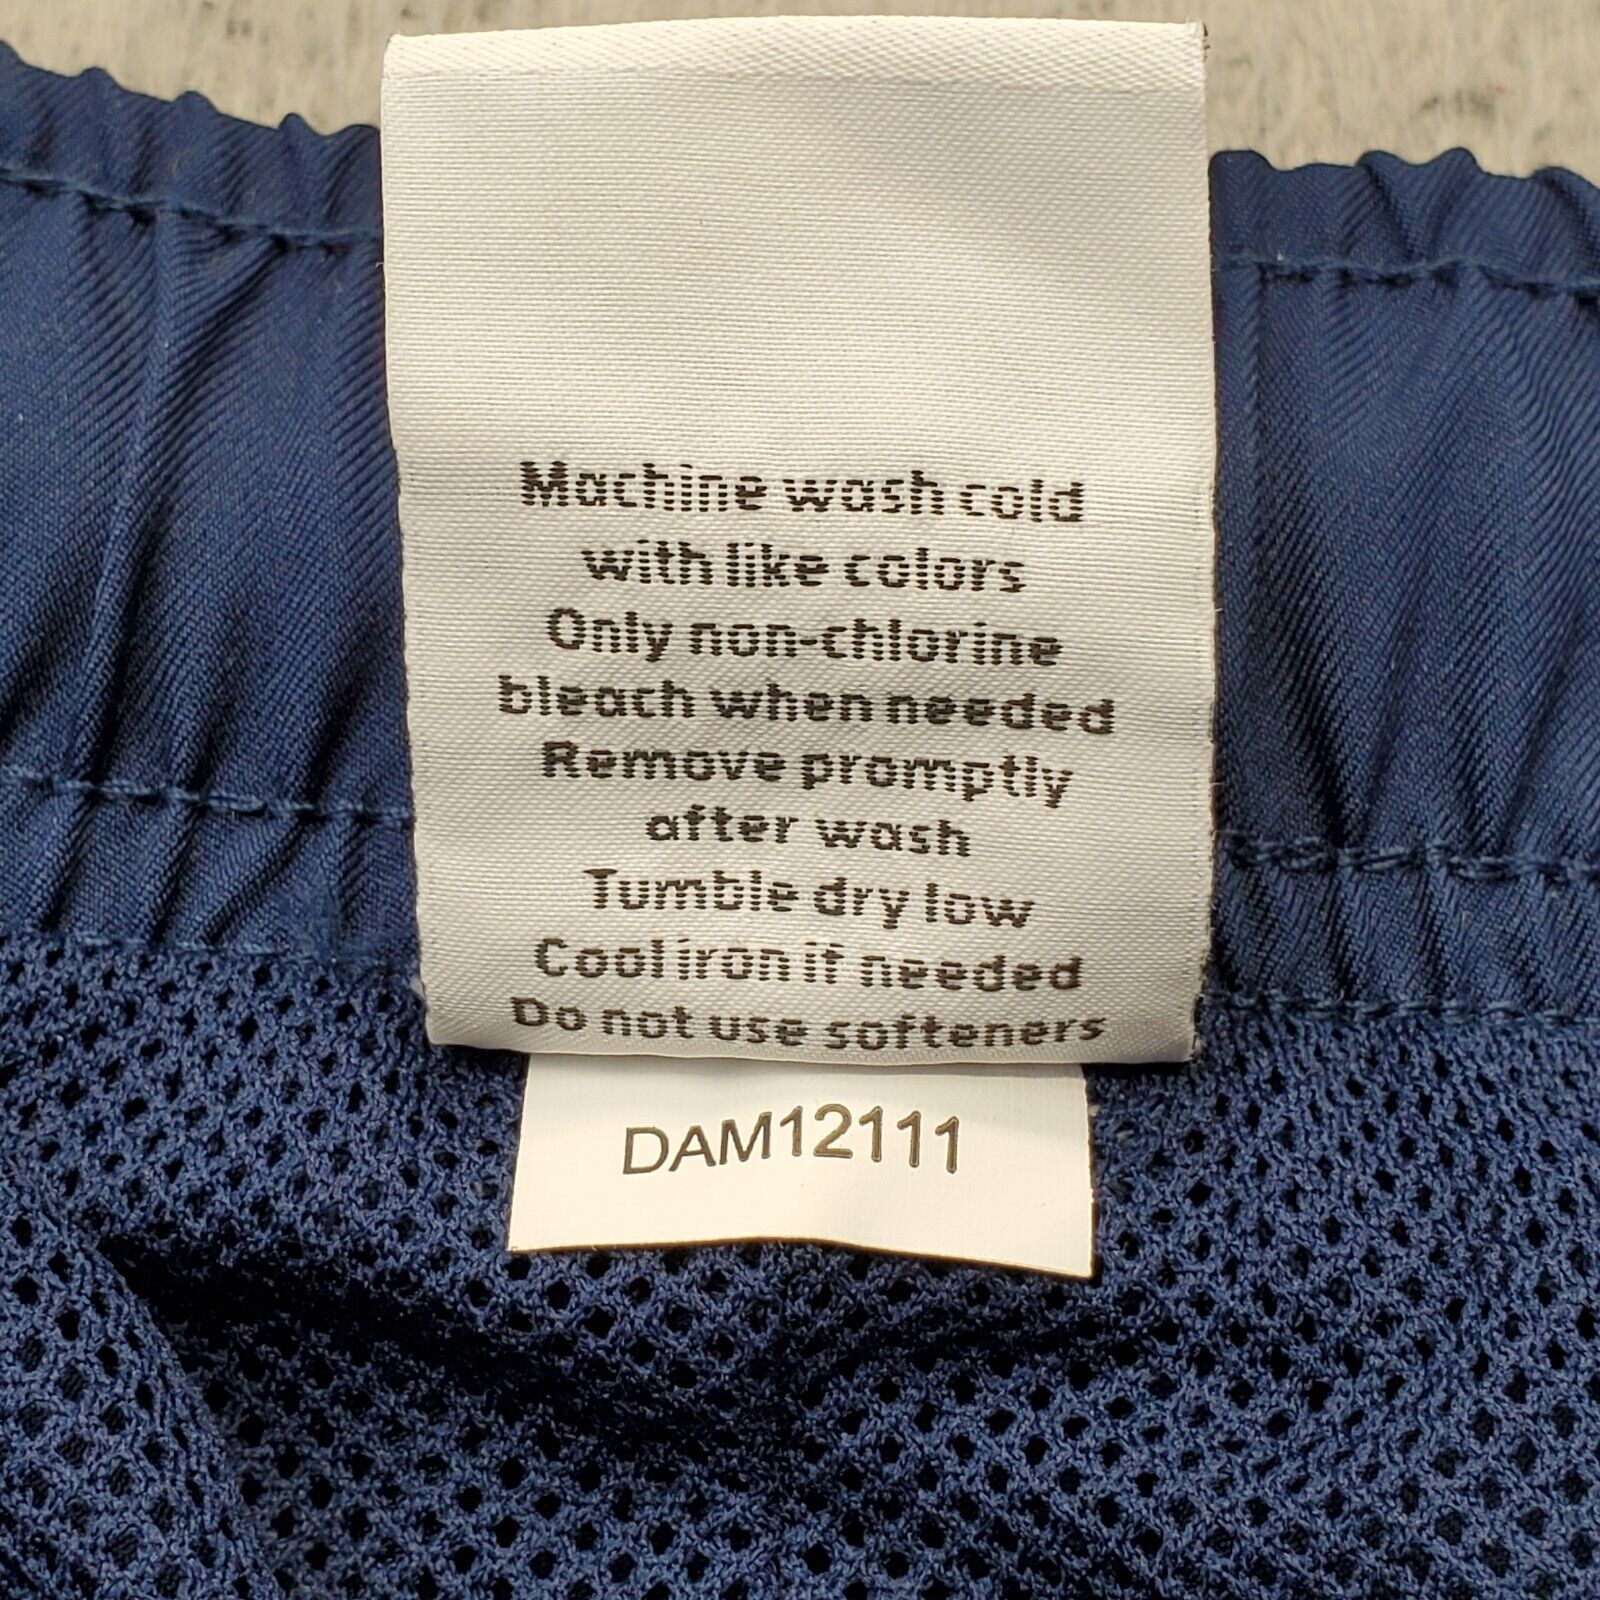 Machine wash cold
with like colors
Only non-chlorine
bleach when needed
Remove promptly
after wash
Tumble dry low
Cool iron if needed
Do not use softeners
DAM12111